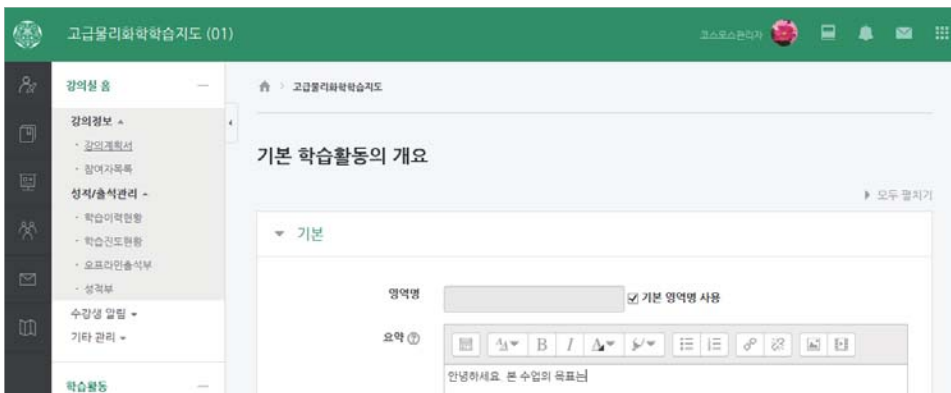 고급물리화학학습지도 (01)
코스모스관리자
강의실 홈
강의정보
강의계획서
참여자목록
성적/출석관리
학습이력현황
학습진도현황
오프라인출석부
성적부
수강생 알림
기타 관리
학습활동
고급물리화학학습지도
기본 학습활동의 개요
모두 펼치기
기본
영역명
기본 영역명 사용
요약
안녕하세요. 본 수업의 목표는